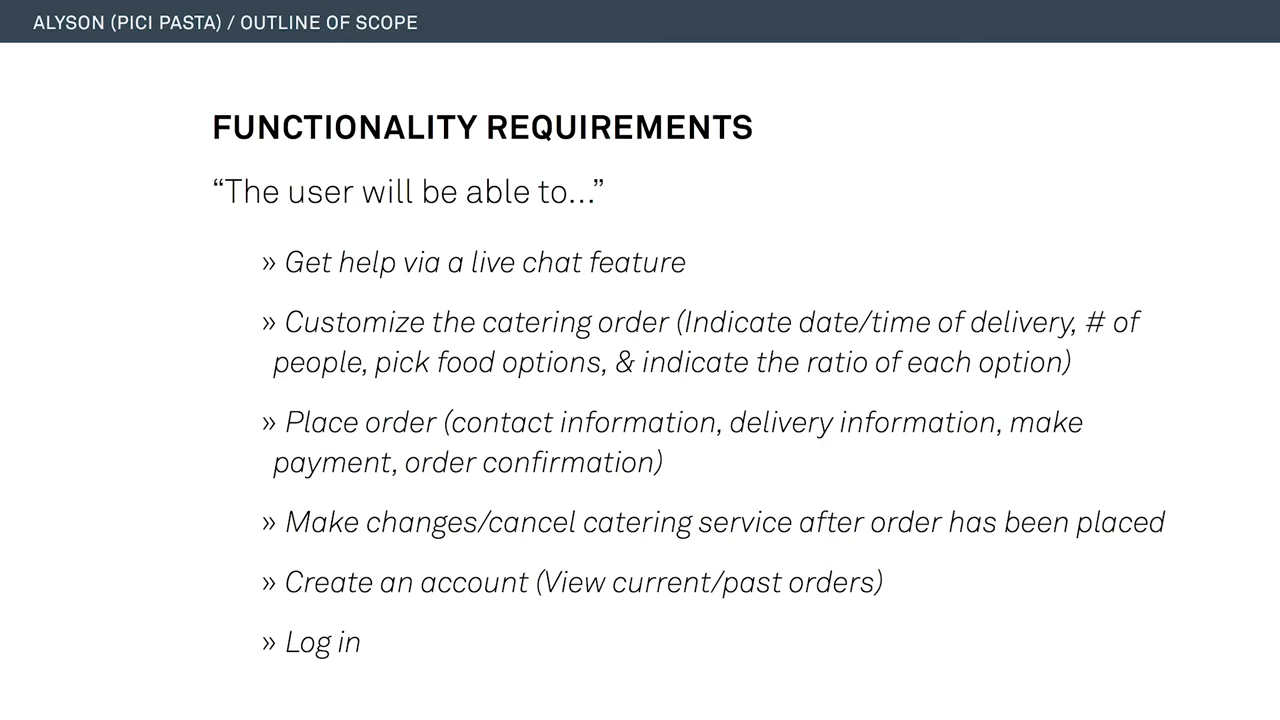 ALYSON (PICI PASTA) / OUTLINE OF SCOPE
FUNCTIONALITY REQUIREMENTS
“The user will be able to...”
» Get help via a live chat feature
» Customize the catering order (Indicate date/time of delivery, # of
people, pick food options, & indicate the ratio of each option)
» Place order (contact information, delivery information, make
payment, order confirmation)
» Make changes/cancel catering service after order has been placed
» Create an account (View current/past orders)
» Log in